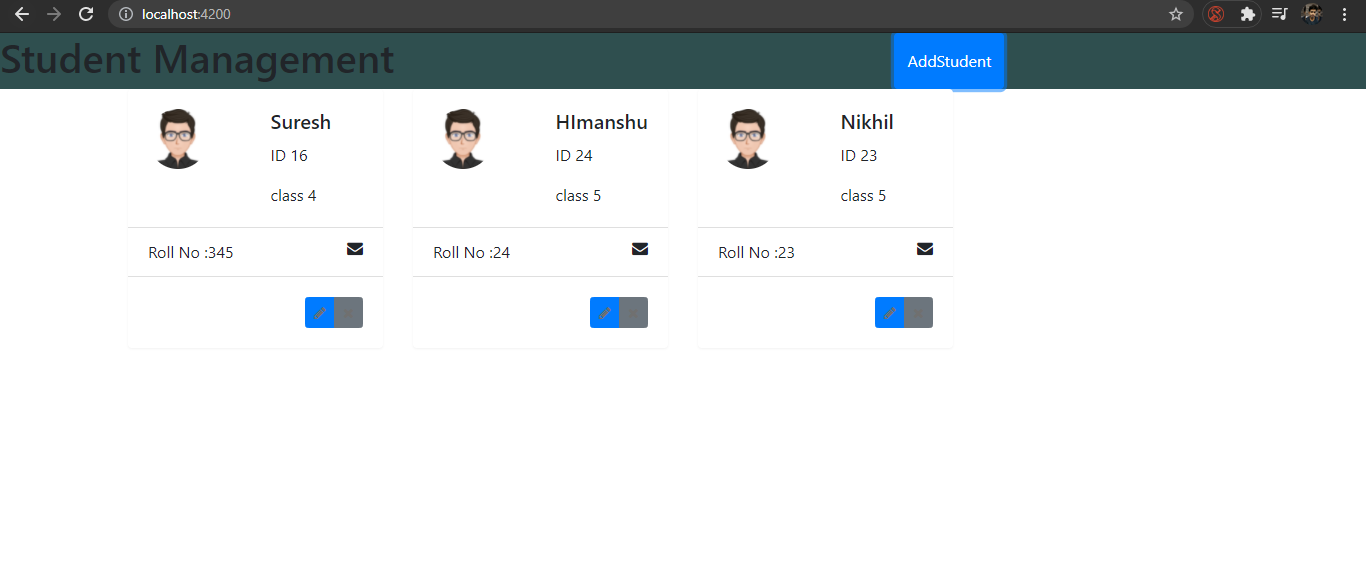 localhost:4200
Student Management
AddStudent
Suresh
ID 16
class 4
Roll No :345
HImanshu
ID 24
class 5
Roll No :24
Nikhil
ID 23
class 5
Roll No :23